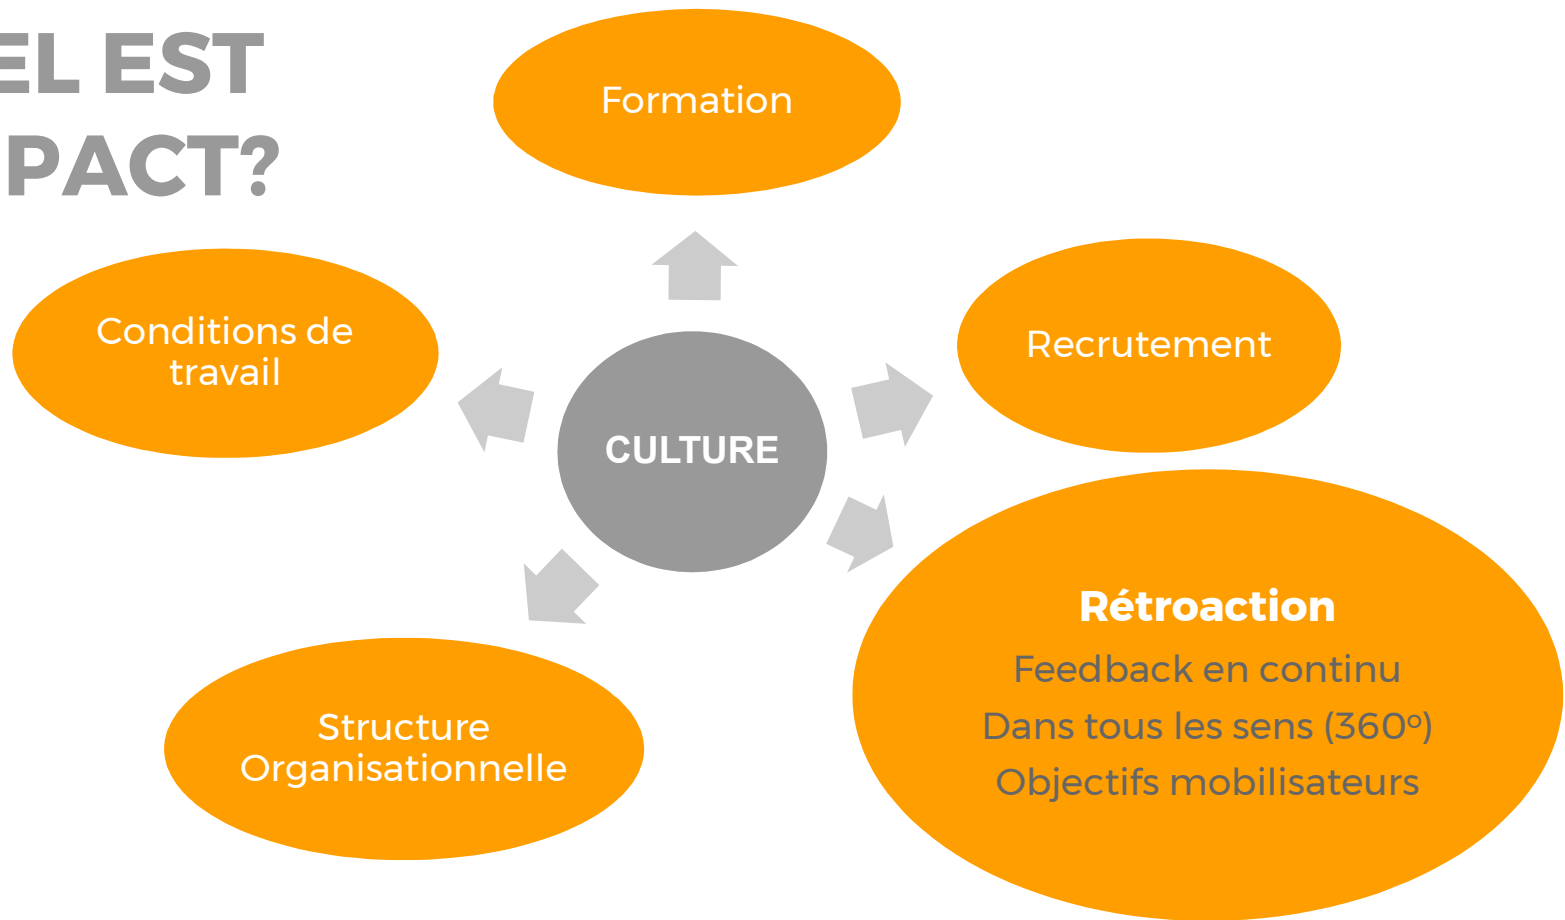 EL EST
PACT?
Formation
Conditions de
travail
Recrutement
CULTURE
Rétroaction
Feedback en continu
Dans tous les sens (360º)
Objectifs mobilisateurs
Structure
Organisationnelle